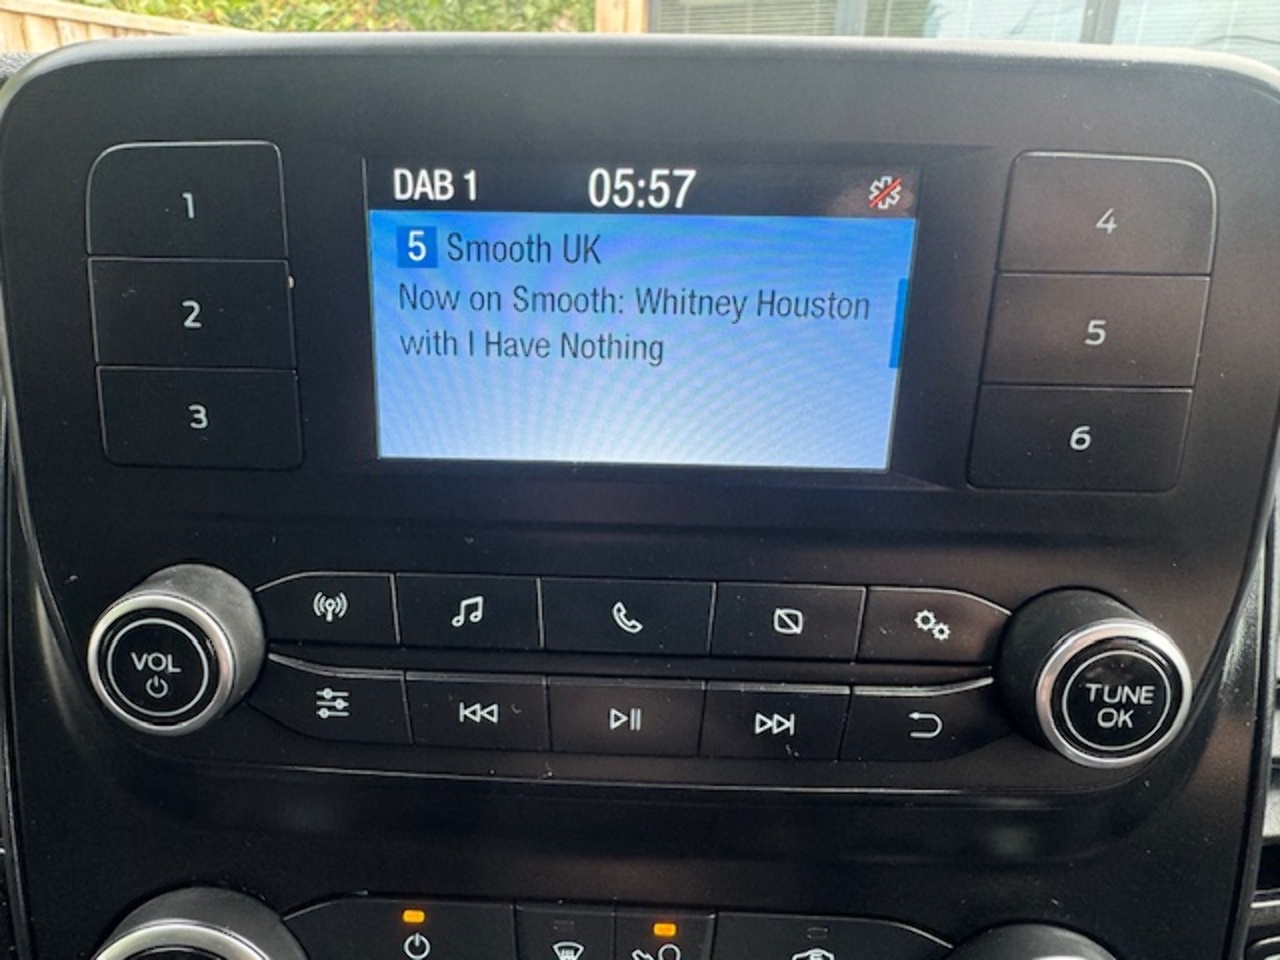 DAB 1 05:57
5 Smooth UK
Now on Smooth: Whitney Houston
with I Have Nothing
1
2
3
4
5
6
VOL
TUNE
OK